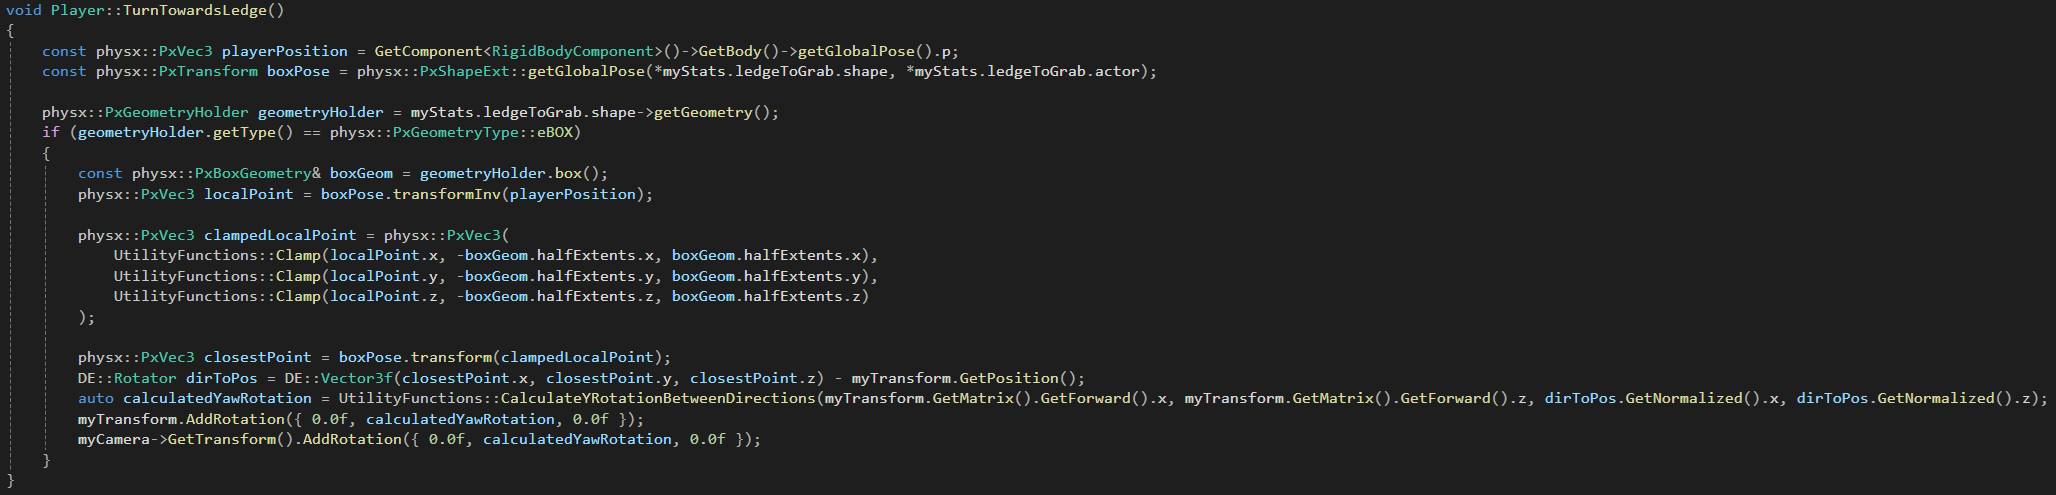 void Player::TurnTowardsLedge()
{
    const physx::PxVec3 playerPosition = GetComponent<RigidBodyComponent>()->GetBody()->getGlobalPose().p;
    const physx::PxTransform boxPose = physx::PxShapeExt::getGlobalPose(*myStats.ledgeToGrab.shape, *myStats.ledgeToGrab.actor);

    physx::PxGeometryHolder geometryHolder = myStats.ledgeToGrab.shape->getGeometry();
    if (geometryHolder.getType() == physx::PxGeometryType::eBOX)
    {
        const physx::PxBoxGeometry& boxGeom = geometryHolder.box();
        physx::PxVec3 localPoint = boxPose.transformInv(playerPosition);

        physx::PxVec3 clampedLocalPoint = physx::PxVec3(
            UtilityFunctions::Clamp(localPoint.x, -boxGeom.halfExtents.x, boxGeom.halfExtents.x),
            UtilityFunctions::Clamp(localPoint.y, -boxGeom.halfExtents.y, boxGeom.halfExtents.y),
            UtilityFunctions::Clamp(localPoint.z, -boxGeom.halfExtents.z, boxGeom.halfExtents.z)
        );

        physx::PxVec3 closestPoint = boxPose.transform(clampedLocalPoint);
        DE::Rotator dirToPos = DE::Vector3f(closestPoint.x, closestPoint.y, closestPoint.z) - myTransform.GetPosition();
        auto calculatedYawRotation = UtilityFunctions::CalculateYRotationBetweenDirections(myTransform.GetMatrix().GetForward().x, myTransform.GetMatrix().GetForward().z, dirToPos.GetNormalized().x, dirToPos.GetNormalized().z);
        myTransform.AddRotation({ 0.0f, calculatedYawRotation, 0.0f });
        myCamera->GetTransform().AddRotation({ 0.0f, calculatedYawRotation, 0.0f });
    }
}